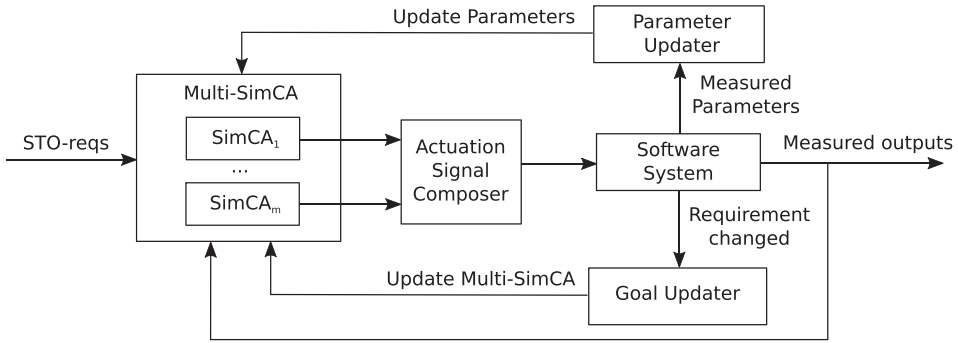 Update Parameters
Parameter
Updater
Multi-SimCA
Measured
Parameters
STO-reqs
SimCA₁
...
SimCAₘ
Actuation
Signal
Composer
Software
System
Measured outputs
Requirement
changed
Update Multi-SimCA
Goal Updater